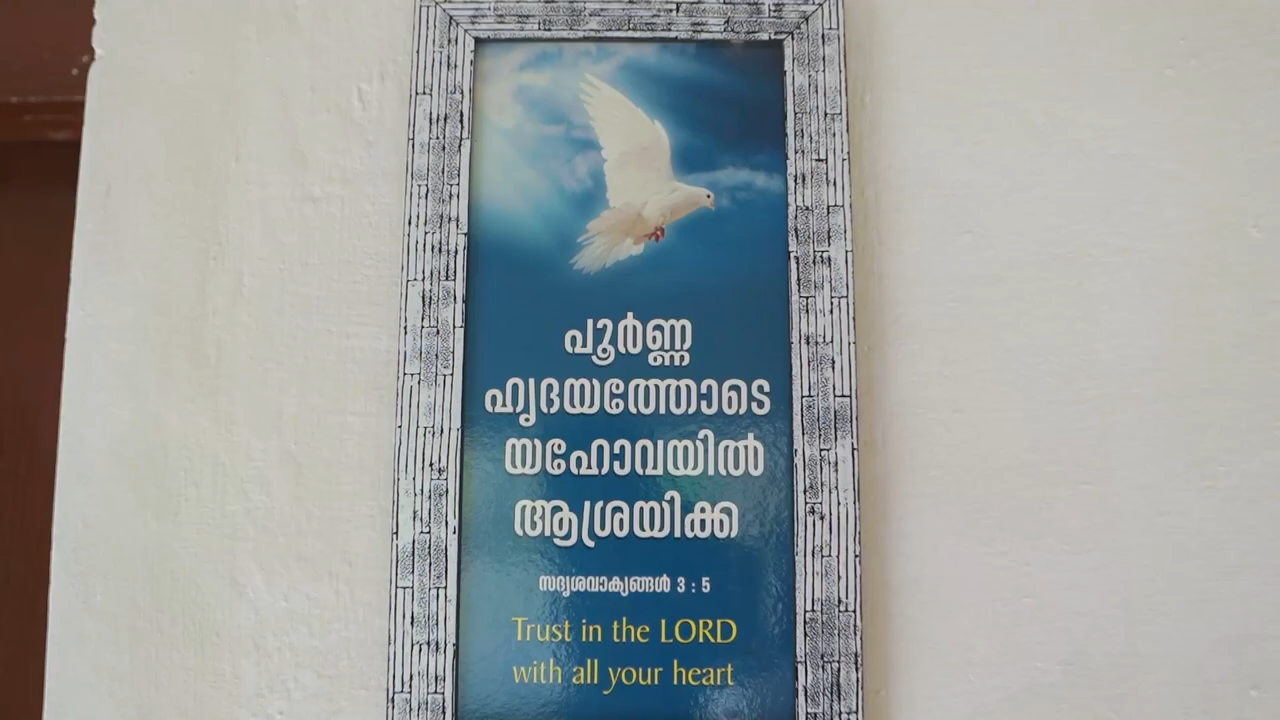 പൂർണ്ണ
ഹൃദയത്തോടെ
യഹോവയിൽ
ആശ്രയിക്ക
സദൃശവാക്യങ്ങൾ 3 : 5
Trust in the LORD
with all your heart